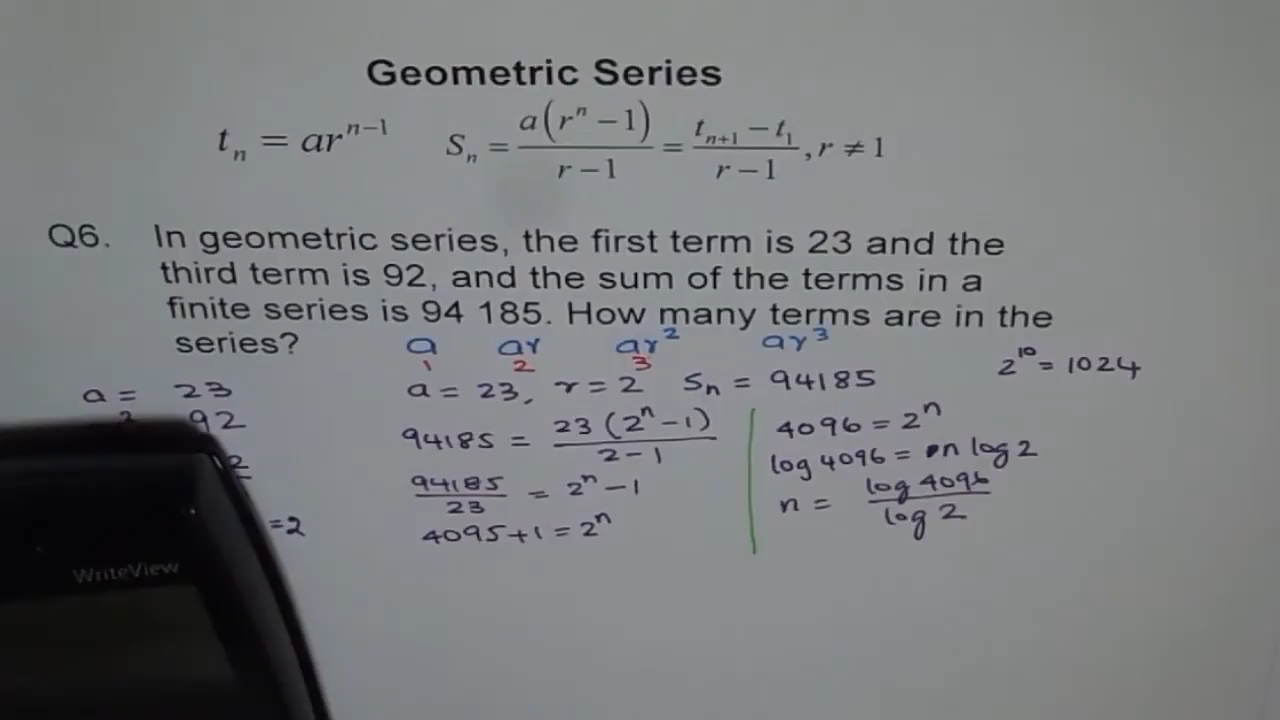 Geometric Series
tₙ = arⁿ⁻¹ Sₙ = a(rⁿ − 1)/(r − 1) = (tₙ₊₁ − t₁)/(r − 1), r ≠ 1
Q6. In geometric series, the first term is 23 and the
third term is 92, and the sum of the terms in a
finite series is 94 185. How many terms are in the
series?
a ar ar² ar³
1 2 3
2¹⁰ = 1024
a = 23
92
2
=2
a = 23, r = 2 Sₙ = 94185
94185 = 23(2ⁿ − 1)/(2 − 1)
94185/23 = 2ⁿ − 1
4095 + 1 = 2ⁿ
4096 = 2ⁿ
log 4096 = n log 2
n = log 4096/log 2
WriteView